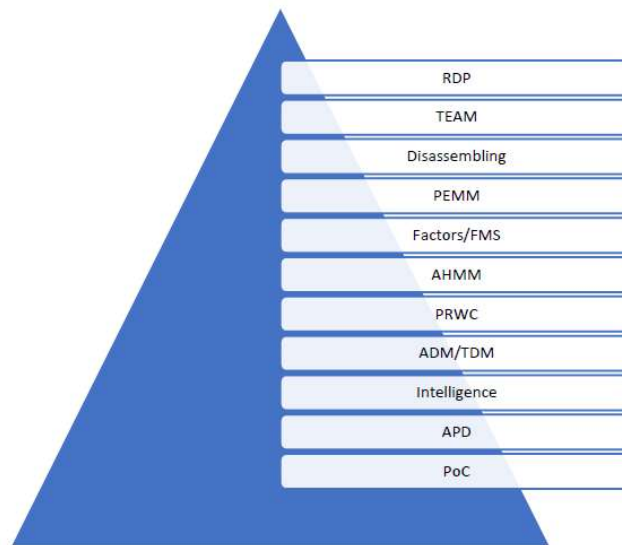 RDP
TEAM
Disassembling
PEMM
Factors/FMS
AHMM
PRWC
ADM/TDM
Intelligence
APD
PoC